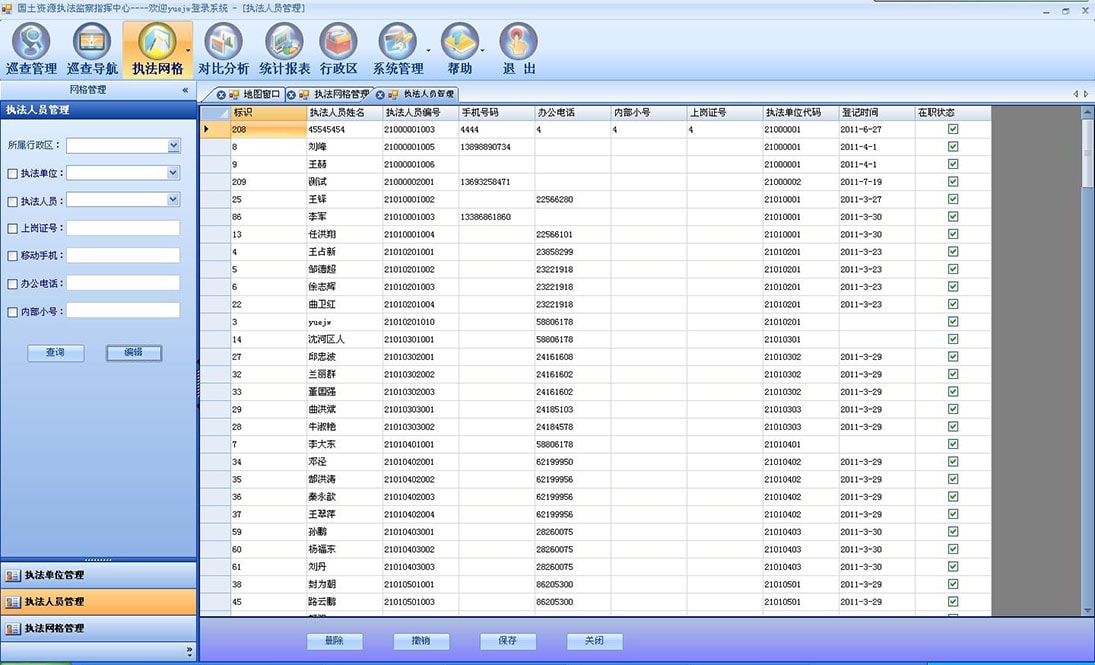 国土资源执法监察指挥中心----欢迎yuejw登录系统 - [执法人员管理]
巡查管理 巡查导航 执法网格 对比分析 统计报表 行政区 系统管理 帮助 退 出
网格管理 «
地图窗口 执法网格管理 执法人员管理
执法人员管理
所属行政区：
执法单位：
执法人员：
上岗证号：
移动手机：
办公电话：
内部小号：
查询 编辑
执法单位管理
执法人员管理
执法网格管理
标识 执法人员姓名 执法人员编号 手机号码 办公电话 内部小号 上岗证号 执法单位代码 登记时间 在职状态
208 45545454 21000001003 4444 4 4 4 21000001 2011-6-27
8 刘峰 21000001005 13898890734 21000001 2011-4-1
9 王赫 21000001006 21000001 2011-4-1
209 测试 21000002001 13693258471 21000002 2011-7-19
25 王铎 21010001002 22566280 21010001 2011-3-27
86 李军 21010001003 13386861860 21010001 2011-3-30
13 任洪翔 21010001004 22566101 21010001 2011-3-30
4 王占新 21010201001 23858299 21010201 2011-3-23
5 邹德超 21010201002 23221918 21010201 2011-3-23
6 徐志辉 21010201003 23221918 21010201 2011-3-23
22 曲卫红 21010201004 23221918 21010201 2011-3-23
3 yuejw 21010201010 58806178 21010201
14 沈河区人 21010301001 58806178 21010301
27 邱忠波 21010302001 24161608 21010302 2011-3-29
32 兰丽群 21010302002 24161602 21010302 2011-3-29
33 董国强 21010302003 24161602 21010302 2011-3-29
29 曲洪斌 21010303001 24185103 21010303 2011-3-29
28 牛淑艳 21010303002 24184578 21010303 2011-3-29
7 李大东 21010401001 58806178 21010401
34 邓泾 21010402001 62199950 21010402 2011-3-29
35 郜洪涛 21010402002 62199956 21010402 2011-3-29
36 秦永歆 21010402003 62199956 21010402 2011-3-29
37 王翠萍 21010402004 62199956 21010402 2011-3-29
59 孙鹏 21010403001 28260075 21010403 2011-3-30
60 杨福东 21010403002 28260075 21010403 2011-3-30
61 刘丹 21010403003 28260075 21010403 2011-3-30
38 封为朝 21010501001 86205300 21010501 2011-3-29
45 路云鹏 21010501003 86205300 21010501 2011-3-29
删除 撤销 保存 关闭